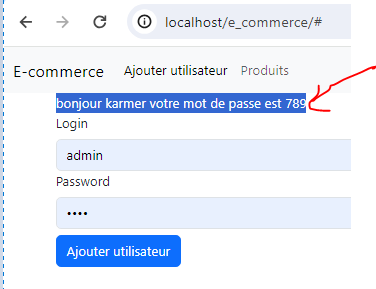 localhost/e_commerce/#
E-commerce Ajouter utilisateur Produits
bonjour karmer votre mot de passe est 789
Login
admin
Password
••••
Ajouter utilisateur